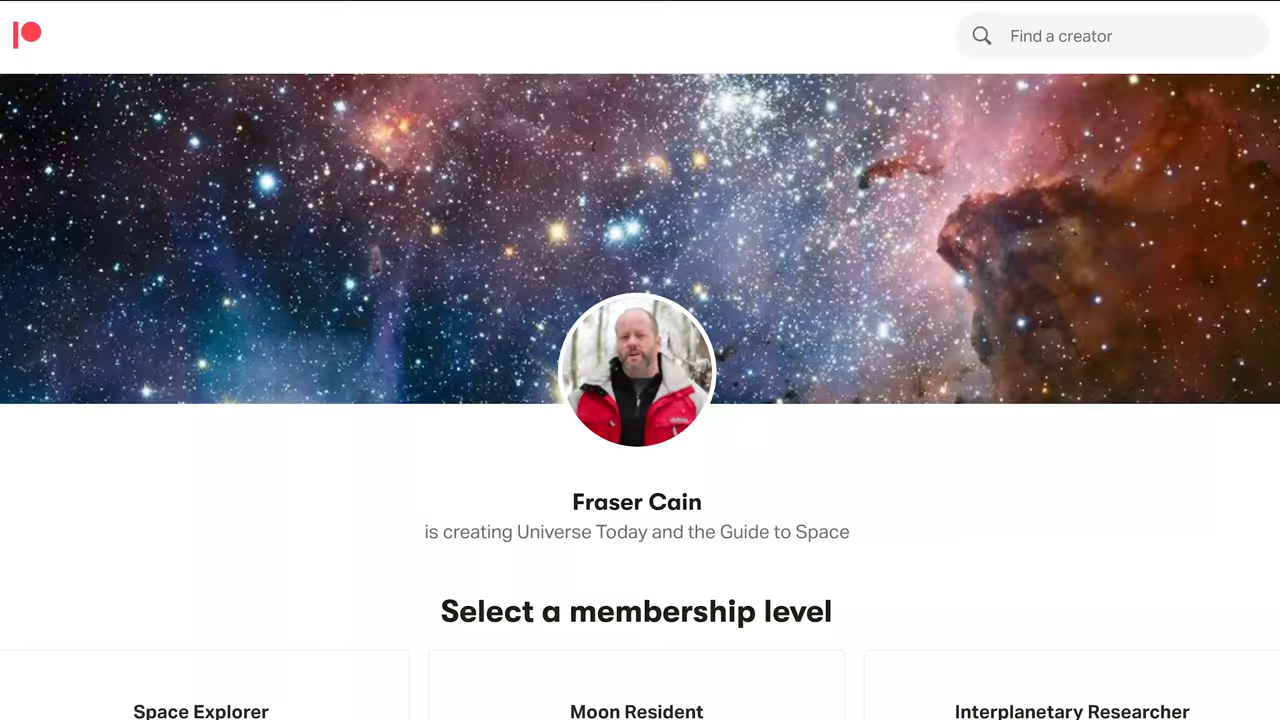 Find a creator
Fraser Cain
is creating Universe Today and the Guide to Space
Select a membership level
Space Explorer
Moon Resident
Interplanetary Researcher